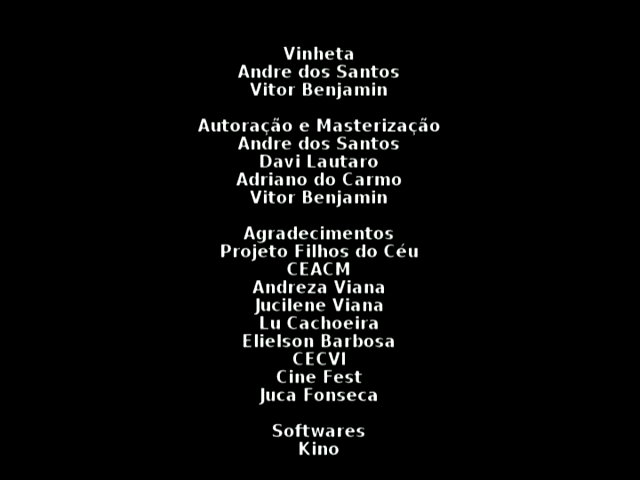 Vinheta
Andre dos Santos
Vitor Benjamin
Autoração e Masterização
Andre dos Santos
Davi Lautaro
Adriano do Carmo
Vitor Benjamin
Agradecimentos
Projeto Filhos do Céu
CEACM
Andreza Viana
Jucilene Viana
Lu Cachoeira
Elielson Barbosa
CECVI
Cine Fest
Juca Fonseca
Softwares
Kino